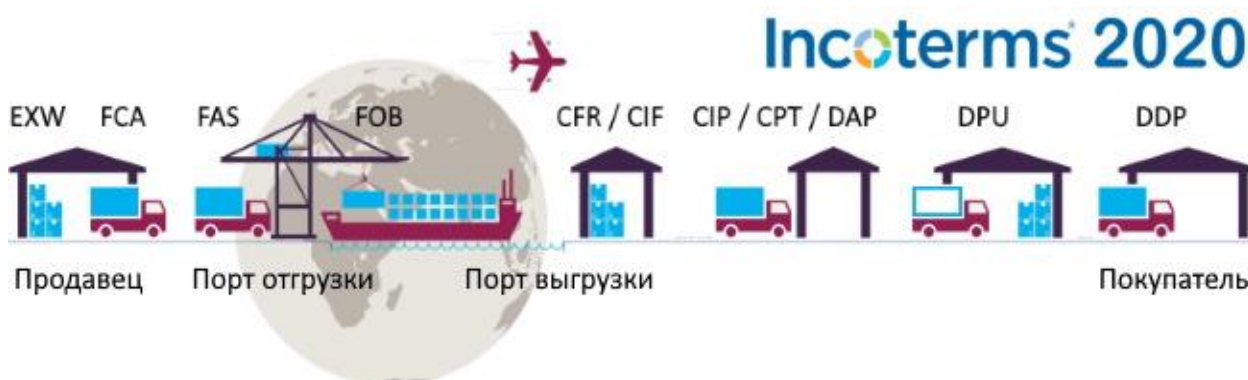 Incoterms® 2020
EXW FCA FAS FOB CFR / CIF CIP / CPT / DAP DPU DDP
Продавец Порт отгрузки Порт выгрузки Покупатель